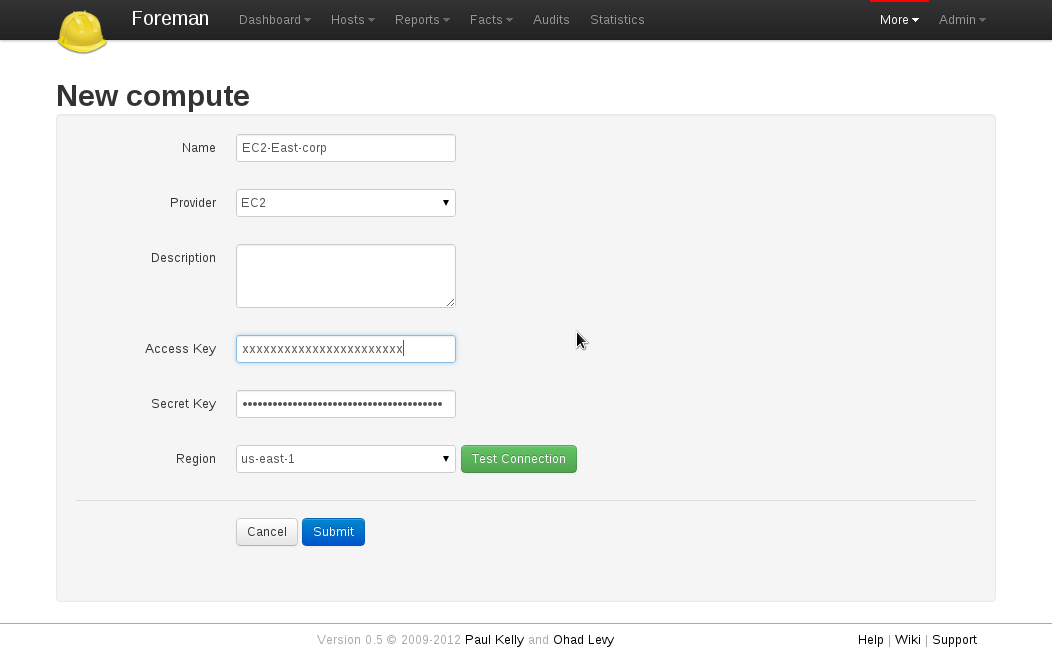 Foreman Dashboard Hosts Reports Facts Audits Statistics More Admin
New compute
Name EC2-East-corp
Provider EC2
Description
Access Key xxxxxxxxxxxxxxxxxxxxxxx
Secret Key ••••••••••••••••••••••••••••••••••••••••
Region us-east-1 Test Connection
Cancel Submit
Version 0.5 © 2009-2012 Paul Kelly and Ohad Levy Help | Wiki | Support